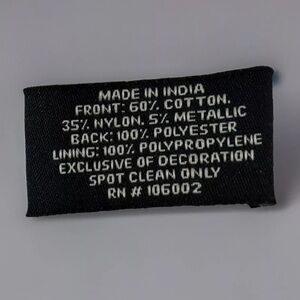 MADE IN INDIA
FRONT: 60% COTTON.
35% NYLON. 5% METALLIC
BACK: 100% POLYESTER
LINING: 100% POLYPROPYLENE
EXCLUSIVE OF DECORATION
SPOT CLEAN ONLY
RN # 106002